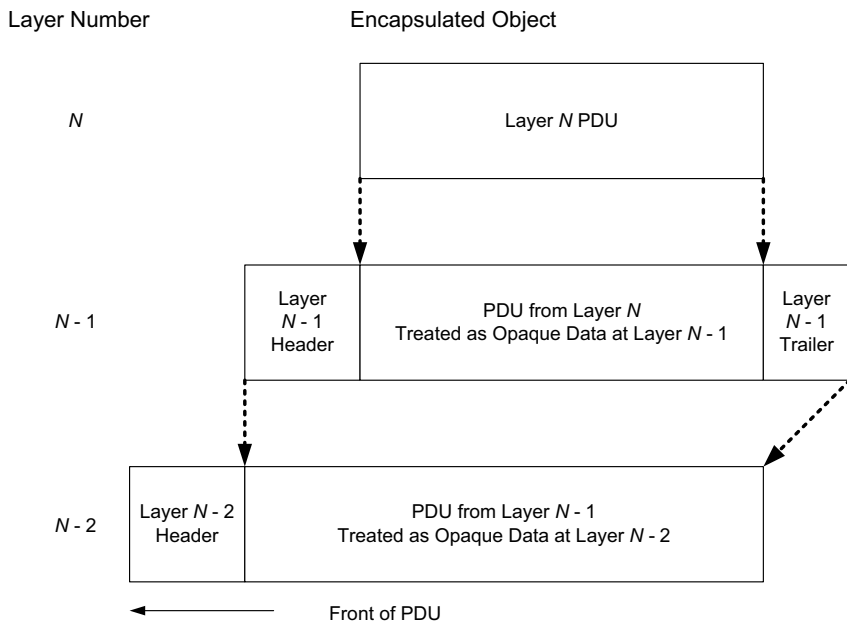 Layer Number
Encapsulated Object
N
Layer N PDU
N - 1
Layer
N - 1
Header
PDU from Layer N
Treated as Opaque Data at Layer N - 1
Layer
N - 1
Trailer
N - 2
Layer N - 2
Header
PDU from Layer N - 1
Treated as Opaque Data at Layer N - 2
Front of PDU